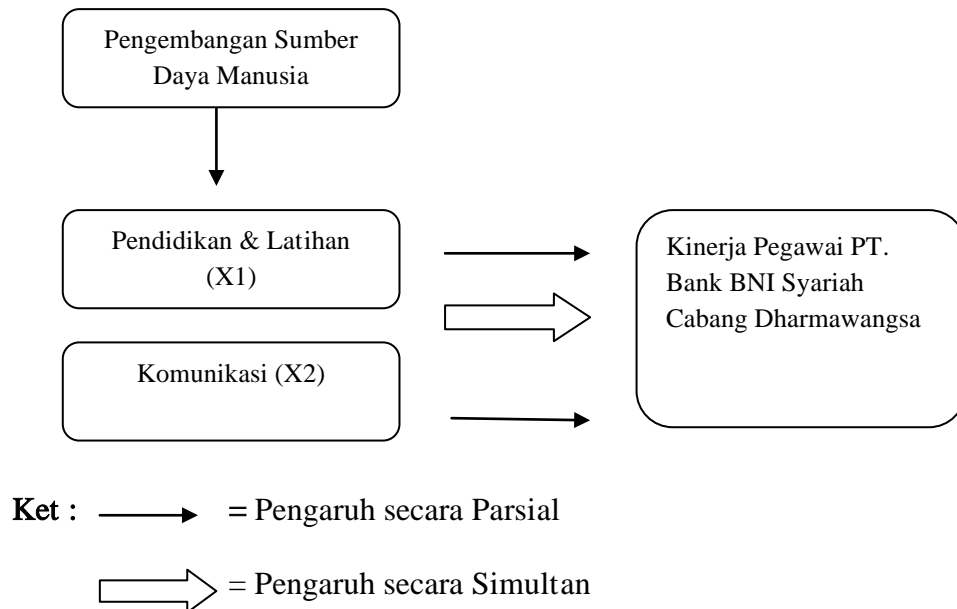 Pengembangan Sumber
Daya Manusia
Pendidikan & Latihan
(X1)
Kinerja Pegawai PT.
Bank BNI Syariah
Cabang Dharmawangsa
Komunikasi (X2)
Ket :
= Pengaruh secara Parsial
= Pengaruh secara Simultan